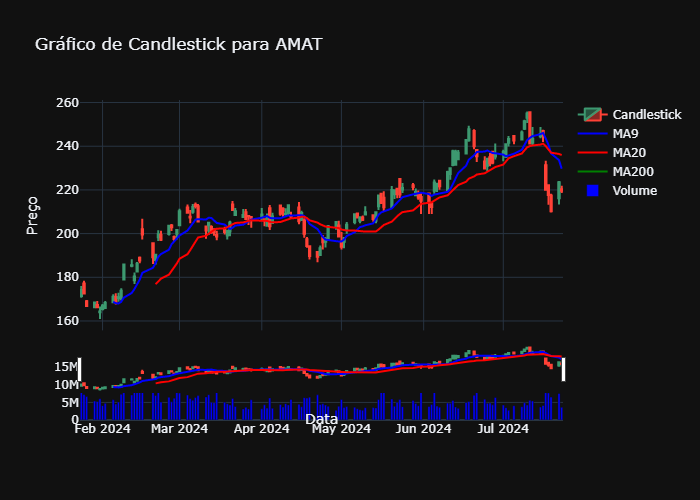 Gráfico de Candlestick para AMAT
Preço
260
240
220
200
180
160
Candlestick
MA9
MA20
MA200
Volume
15M
10M
5M
0
Feb 2024
Mar 2024
Apr 2024
May 2024
Jun 2024
Jul 2024
Data